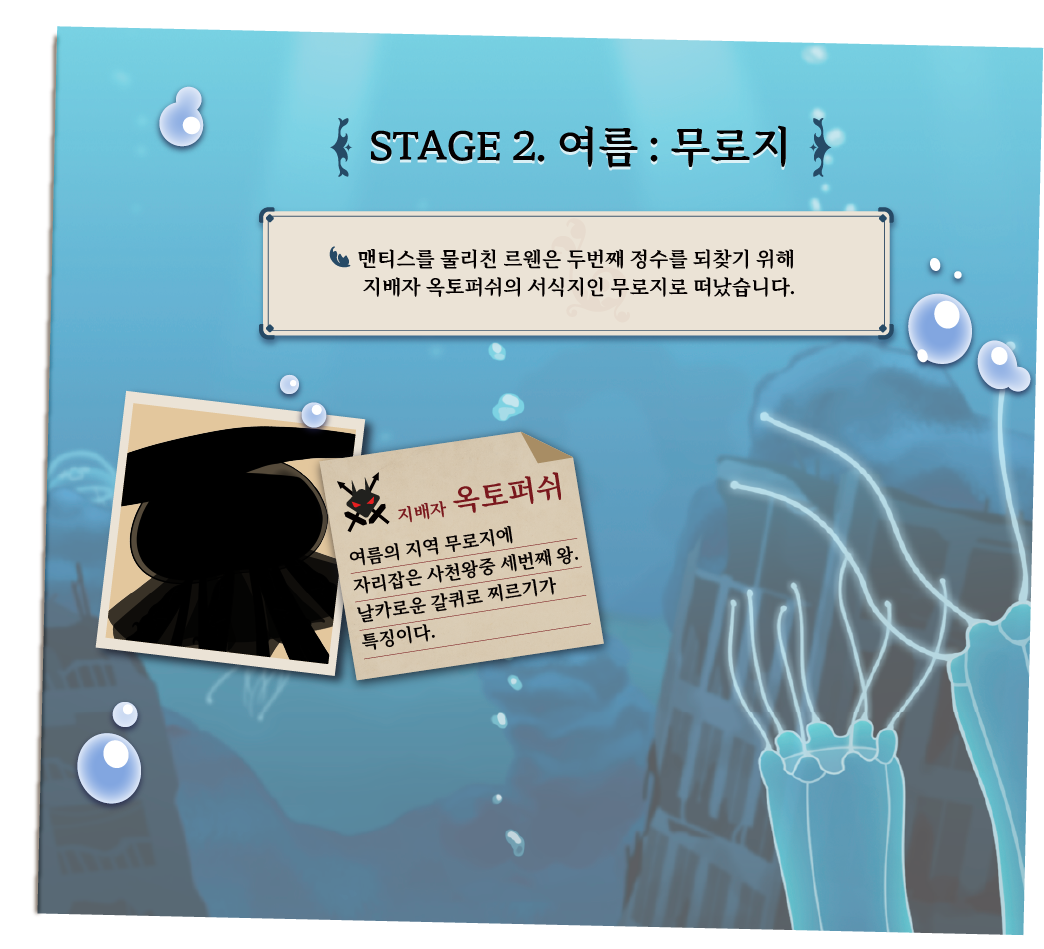 STAGE 2. 여름 : 무로지
맨티스를 물리친 르웬은 두번째 정수를 되찾기 위해
지배자 옥토퍼쉬의 서식지인 무로지로 떠났습니다.
지배자 옥토퍼쉬
여름의 지역 무로지에
자리잡은 사천왕중 세번째 왕.
날카로운 갈퀴로 찌르기가
특징이다.